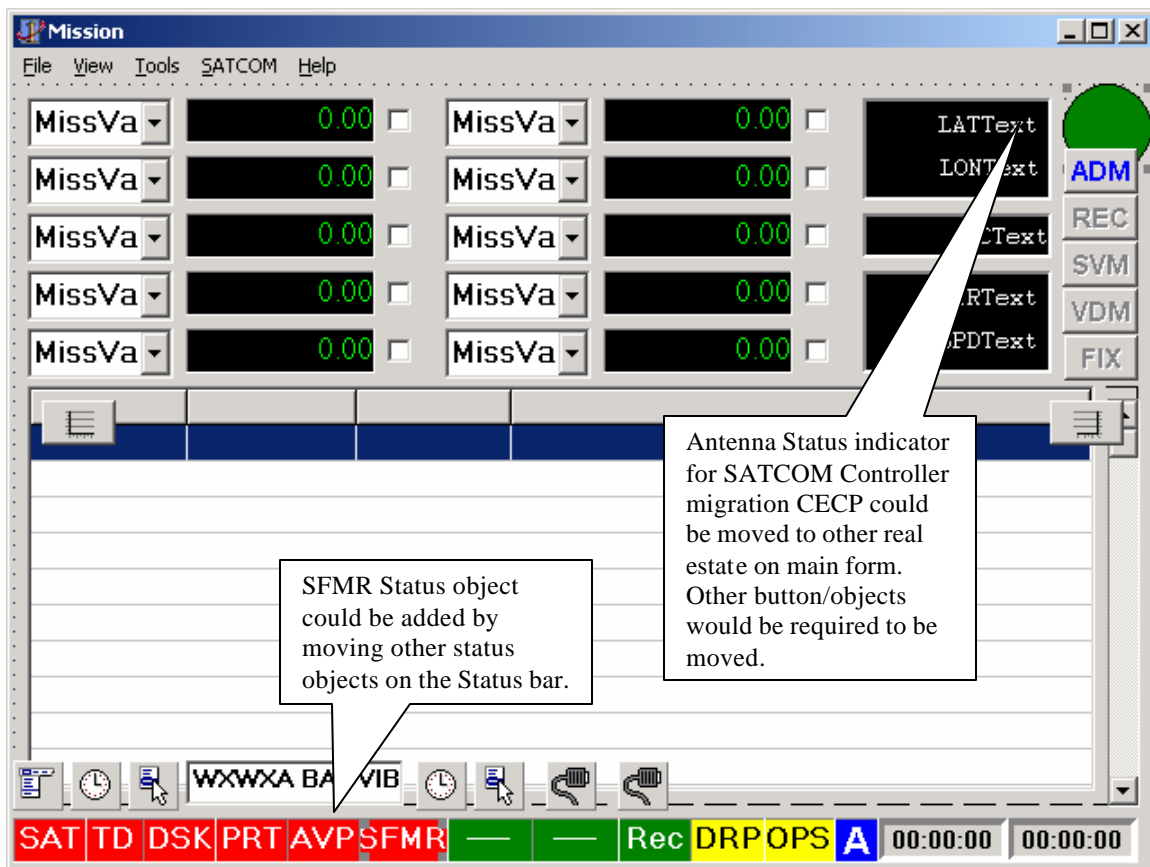 Mission
File View Tools SATCOM Help
MissVa 0.00 MissVa 0.00 LATText
MissVa 0.00 MissVa 0.00 LONText ADM
MissVa 0.00 MissVa 0.00 CText REC
SVM
MissVa 0.00 MissVa 0.00 RText VDM
MissVa 0.00 MissVa 0.00 PDText FIX
Antenna Status indicator
for SATCOM Controller
migration CECP could
be moved to other real
estate on main form.
Other button/objects
would be required to be
moved.
SFMR Status object
could be added by
moving other status
objects on the Status bar.
WXWXA BA VIB
SAT TD DSK PRT AVP SFMR Rec DRP OPS A 00:00:00 00:00:00